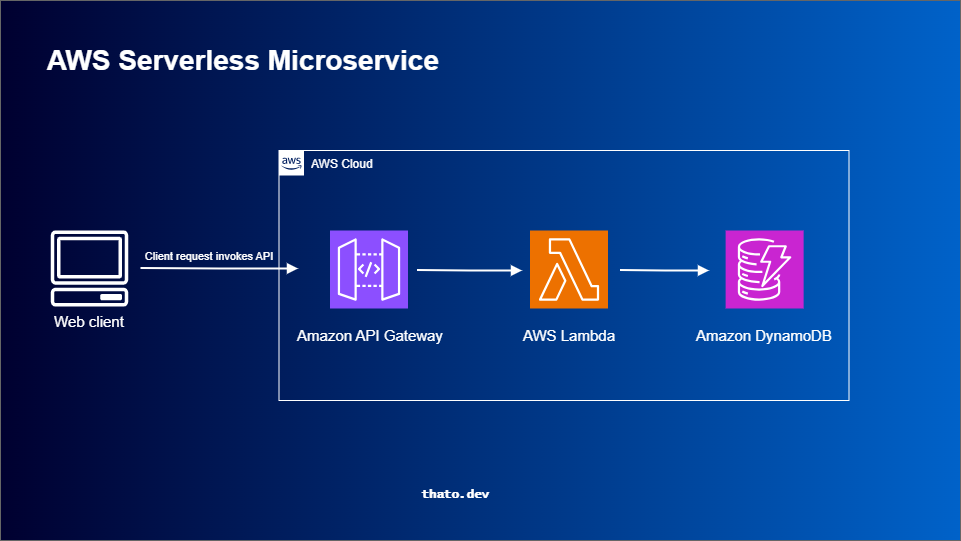 AWS Serverless Microservice
aws
AWS Cloud
Client request invokes API
</>
Web client
Amazon API Gateway
AWS Lambda
Amazon DynamoDB
thato.dev